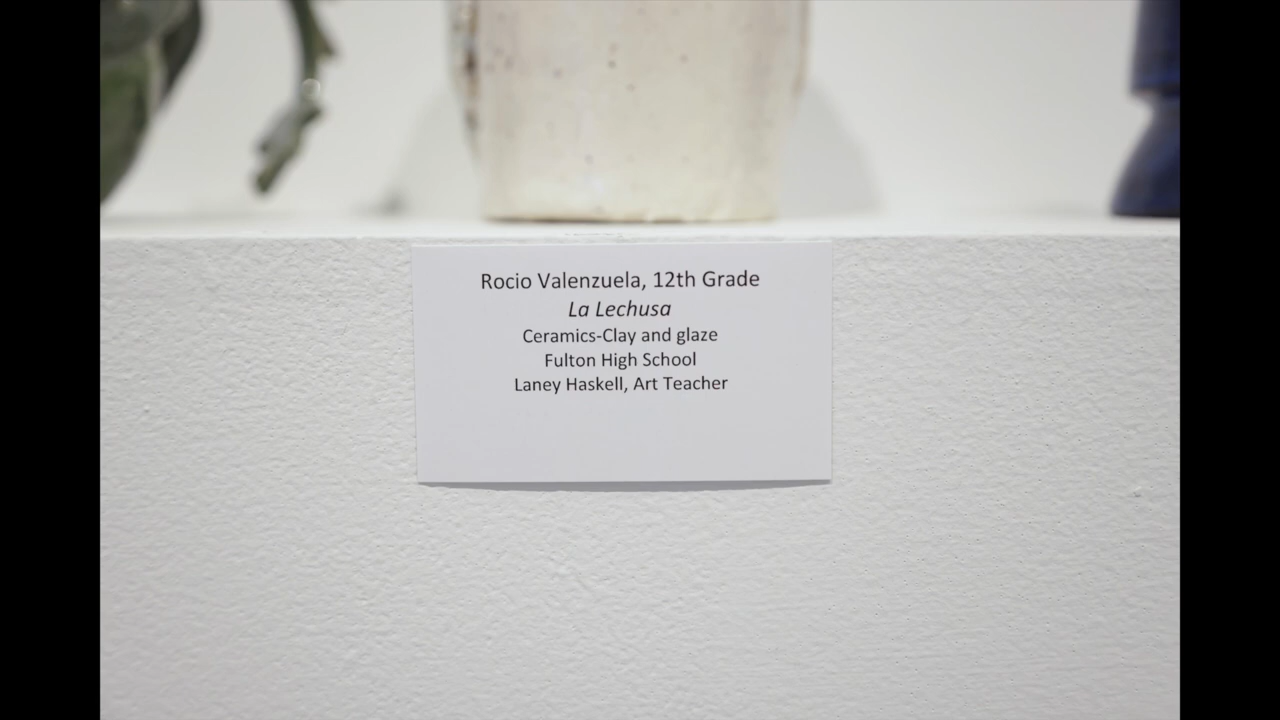 Rocio Valenzuela, 12th Grade
La Lechusa
Ceramics-Clay and glaze
Fulton High School
Laney Haskell, Art Teacher